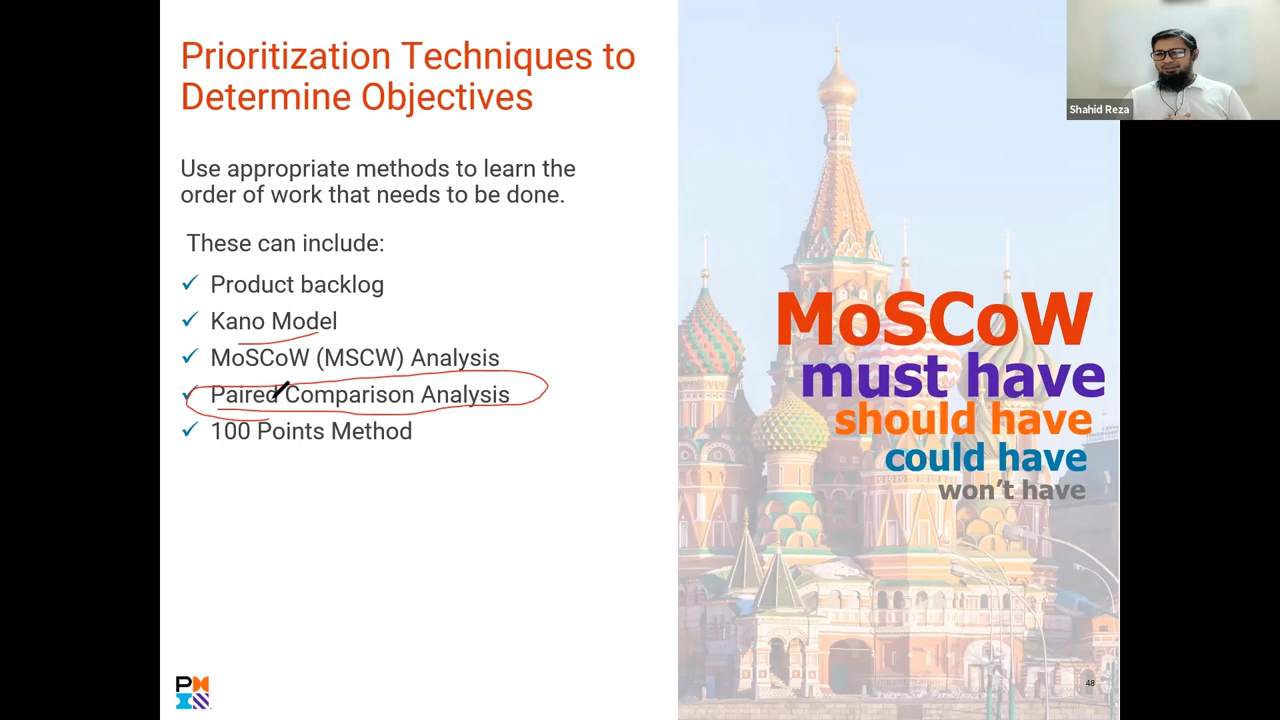 Prioritization Techniques to
Determine Objectives
Use appropriate methods to learn the
order of work that needs to be done.
These can include:
Product backlog
Kano Model
MoSCoW (MSCW) Analysis
Paired Comparison Analysis
100 Points Method
MoSCoW
must have
should have
could have
won't have
Shahid Reza
PMI
48